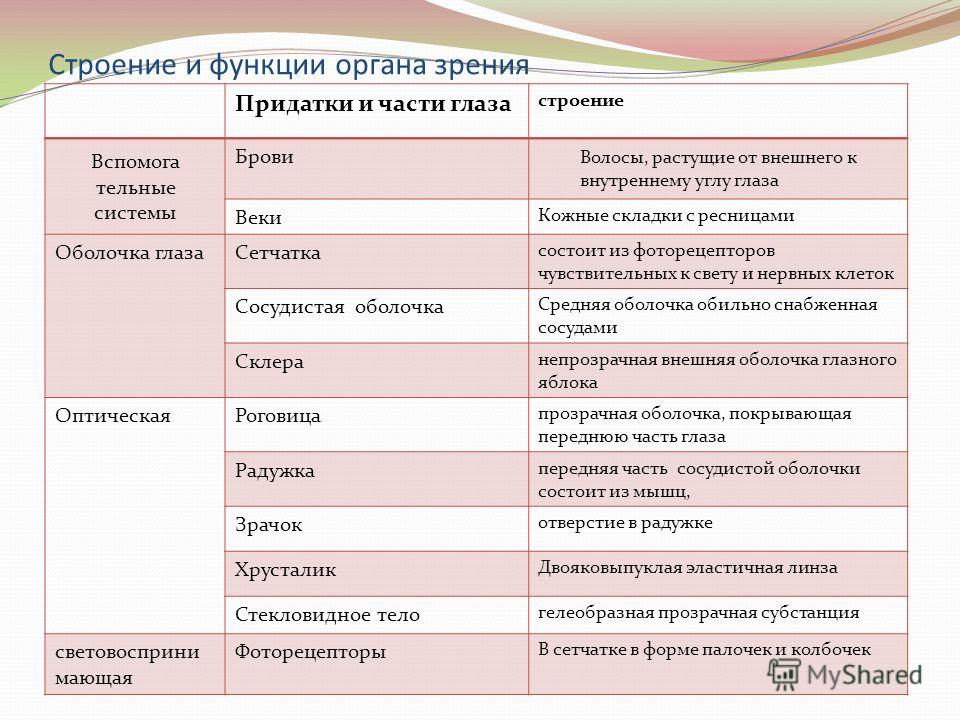 Строение и функции органа зрения
Придатки и части глаза
строение
Вспомога
тельные
системы
Брови
Волосы, растущие от внешнего к
внутреннему углу глаза
Веки
Кожные складки с ресницами
Оболочка глаза
Сетчатка
состоит из фоторецепторов
чувствительных к свету и нервных клеток
Сосудистая оболочка
Средняя оболочка обильно снабженная
сосудами
Склера
непрозрачная внешняя оболочка глазного
яблока
Оптическая
Роговица
прозрачная оболочка, покрывающая
переднюю часть глаза
Радужка
передняя часть сосудистой оболочки
состоит из мышц,
Зрачок
отверстие в радужке
Хрусталик
Двояковыпуклая эластичная линза
Стекловидное тело
гелеобразная прозрачная субстанция
световосприни
мающая
Фоторецепторы
В сетчатке в форме палочек и колбочек
MyShared